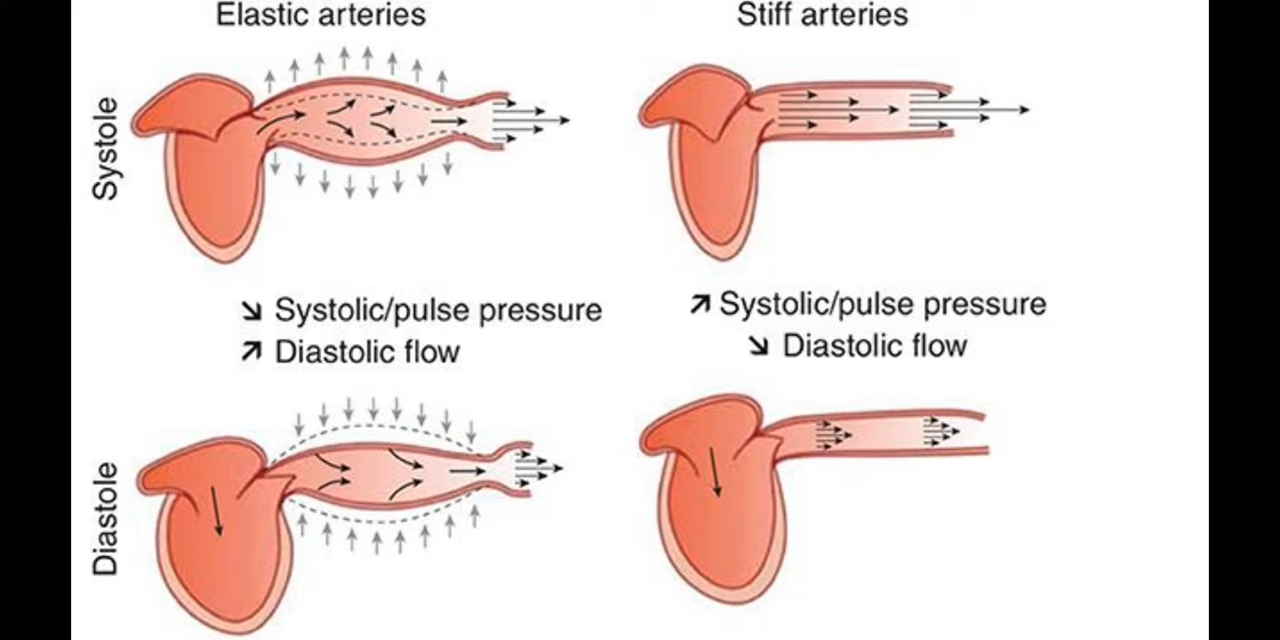 Elastic arteries
Stiff arteries
Systole
↘ Systolic/pulse pressure
↗ Diastolic flow
↗ Systolic/pulse pressure
↘ Diastolic flow
Diastole